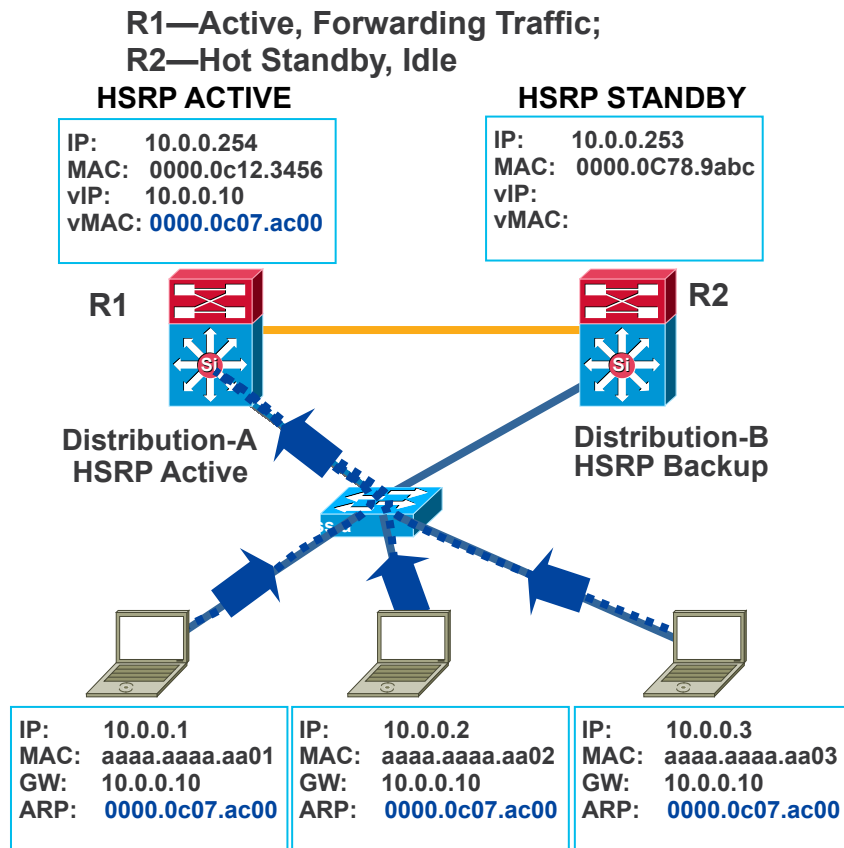 R1—Active, Forwarding Traffic;
R2—Hot Standby, Idle
HSRP ACTIVE
IP: 10.0.0.254
MAC: 0000.0c12.3456
vIP: 10.0.0.10
vMAC: 0000.0c07.ac00
HSRP STANDBY
IP: 10.0.0.253
MAC: 0000.0C78.9abc
vIP:
vMAC:
R1
R2
Si
Si
Distribution-A
HSRP Active
Distribution-B
HSRP Backup
IP: 10.0.0.1
MAC: aaaa.aaaa.aa01
GW: 10.0.0.10
ARP: 0000.0c07.ac00
IP: 10.0.0.2
MAC: aaaa.aaaa.aa02
GW: 10.0.0.10
ARP: 0000.0c07.ac00
IP: 10.0.0.3
MAC: aaaa.aaaa.aa03
GW: 10.0.0.10
ARP: 0000.0c07.ac00